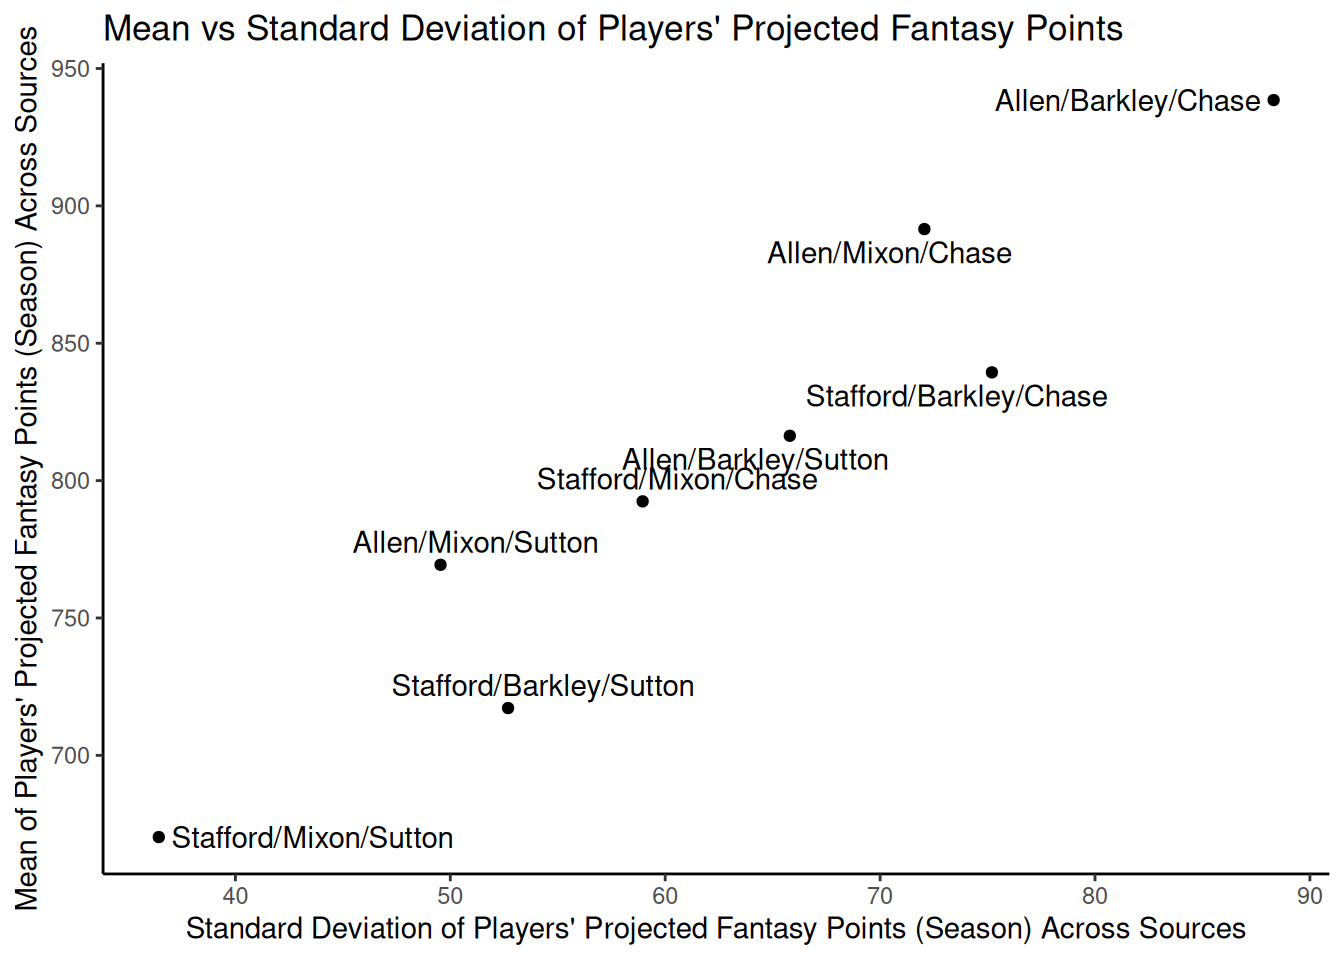 Mean vs Standard Deviation of Players' Projected Fantasy Points
Mean of Players' Projected Fantasy Points (Season) Across Sources
950
900
850
800
750
700
Allen/Barkley/Chase
Allen/Mixon/Chase
Stafford/Barkley/Chase
Allen/Barkley/Sutton
Stafford/Mixon/Chase
Allen/Mixon/Sutton
Stafford/Barkley/Sutton
Stafford/Mixon/Sutton
40 50 60 70 80 90
Standard Deviation of Players' Projected Fantasy Points (Season) Across Sources